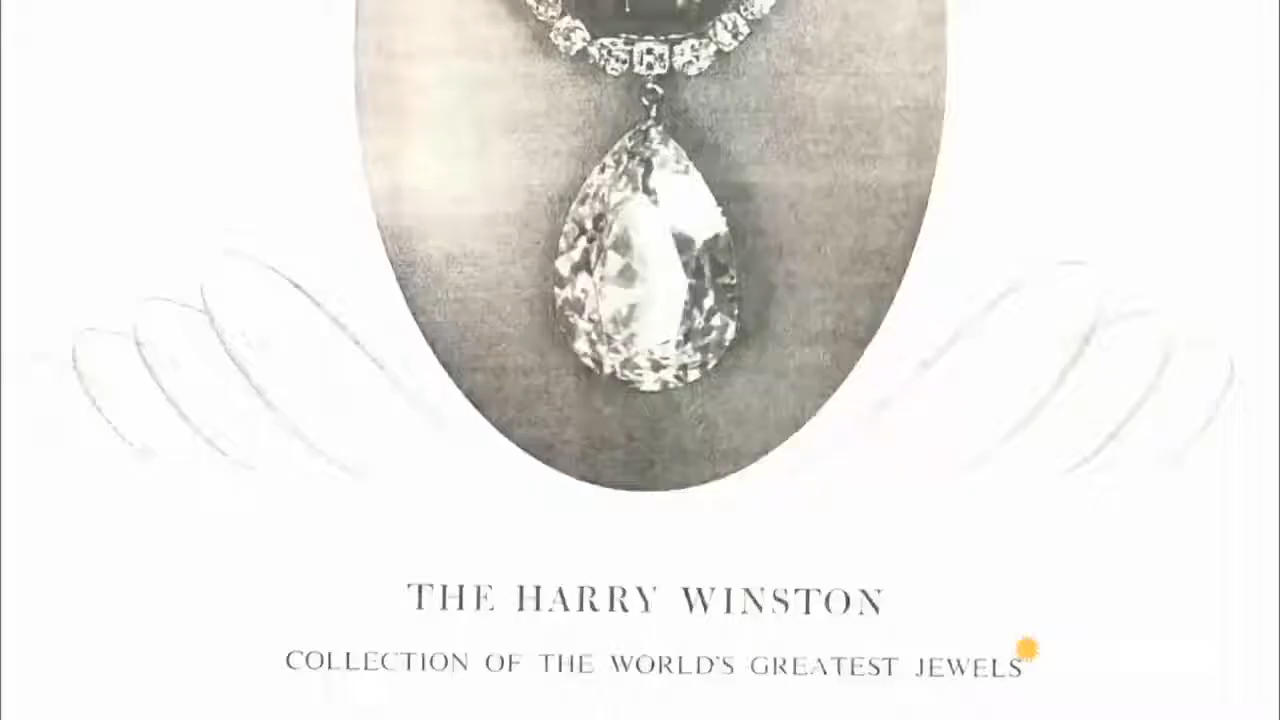 THE HARRY WINSTON
COLLECTION OF THE WORLD'S GREATEST JEWELS